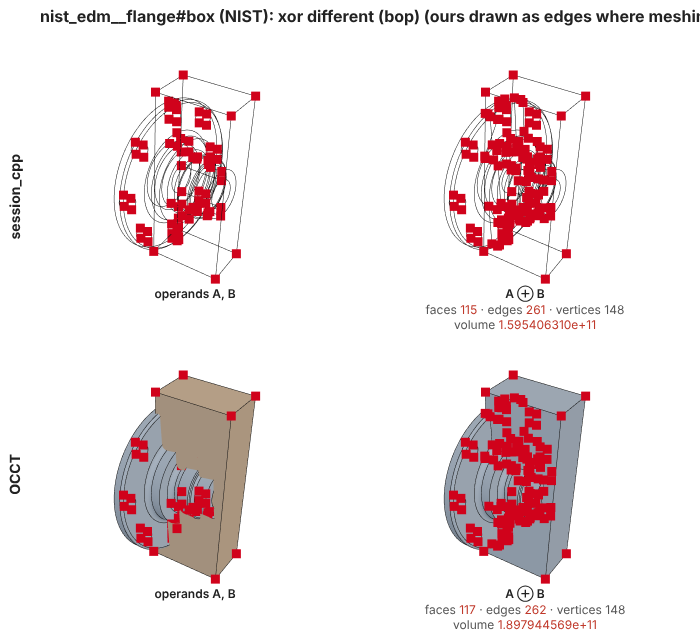 nist_edm__flange#box (NIST): xor different (bop) (ours drawn as edges where meshin
session_cpp
operands A, B
A ⊕ B
faces 115 · edges 261 · vertices 148
volume 1.595406310e+11
OCCT
operands A, B
A ⊕ B
faces 117 · edges 262 · vertices 148
volume 1.897944569e+11